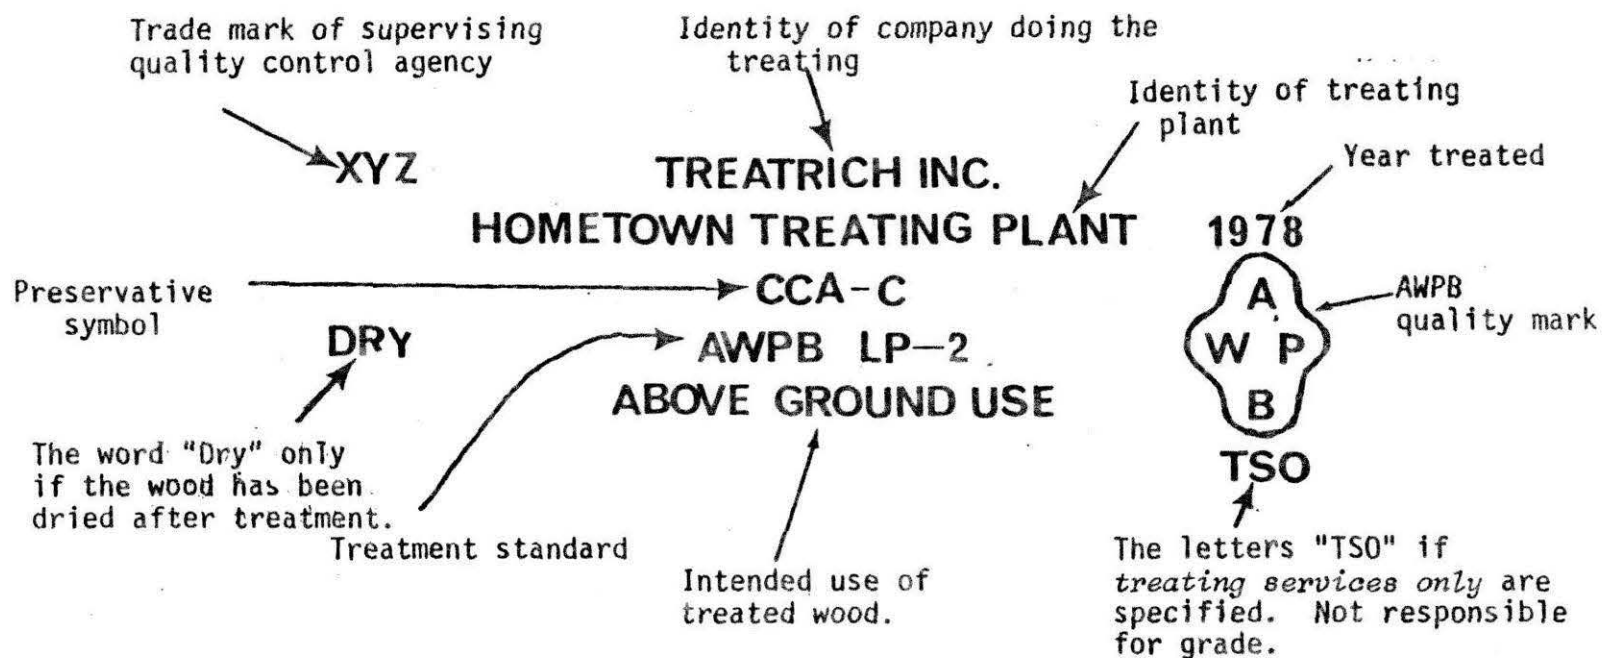 Trade mark of supervising
quality control agency
Identity of company doing the
treating
Identity of treating
plant
Year treated
XYZ
TREATRICH INC.
HOMETOWN TREATING PLANT
1978
Preservative
symbol
CCA-C
A
W P
B
AWPB
quality mark
DRY
AWPB LP-2
ABOVE GROUND USE
TSO
The word "Dry" only
if the wood has been
dried after treatment.
Treatment standard
Intended use of
treated wood.
The letters "TSO" if
treating services only are
specified. Not responsible
for grade.